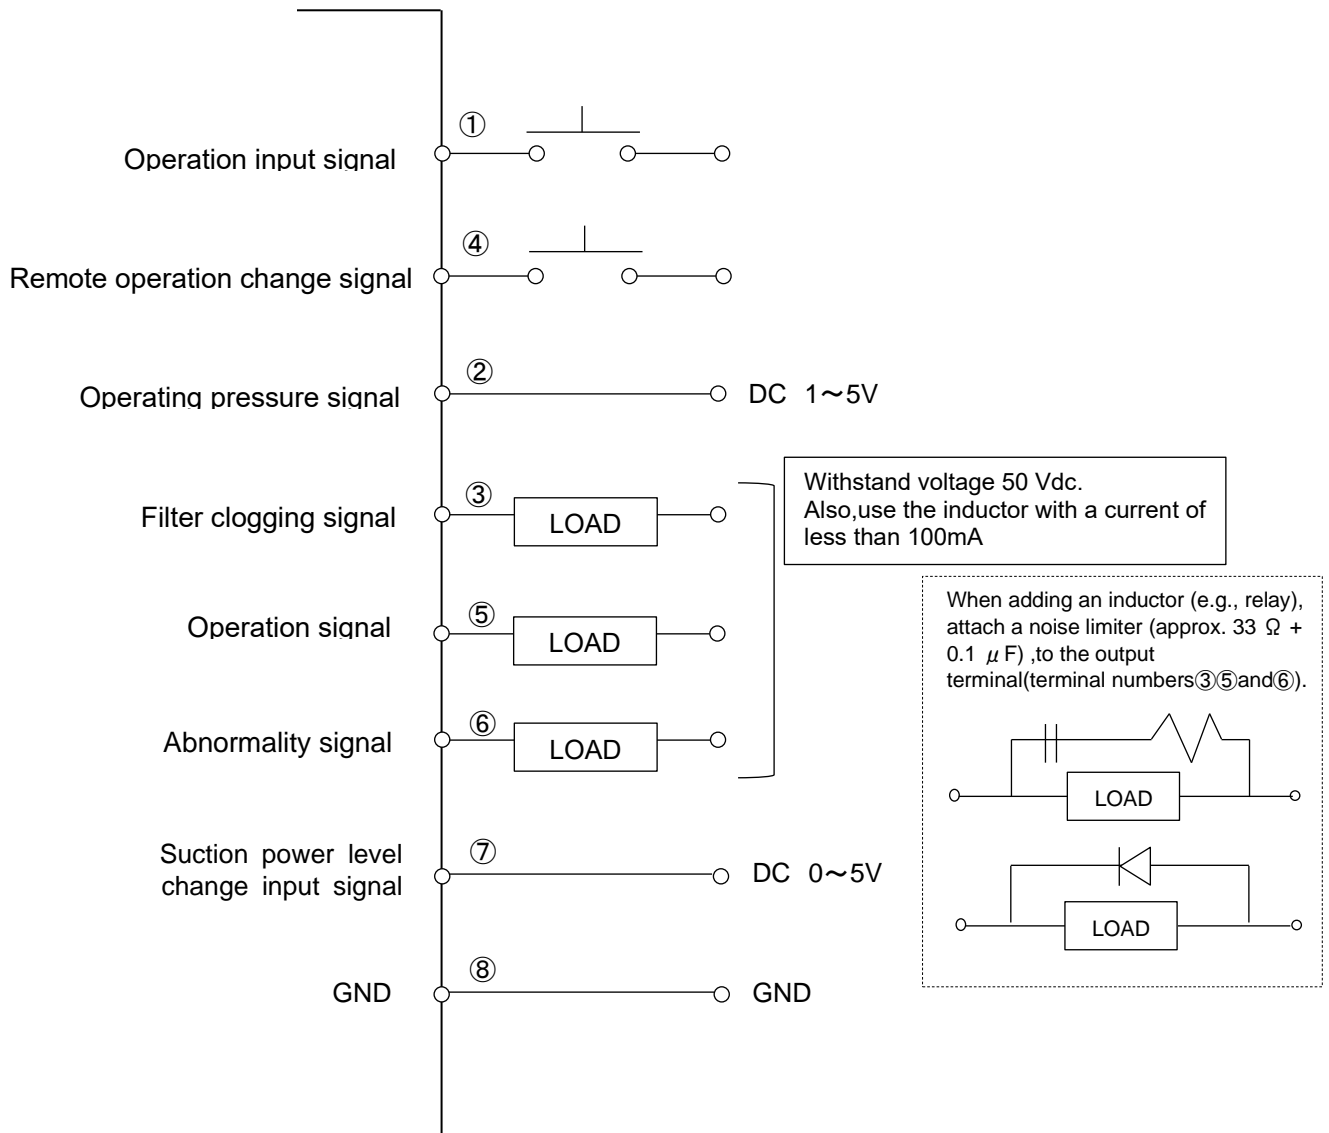 ①
Operation input signal
④
Remote operation change signal
②
Operating pressure signal
DC 1～5V
③
Filter clogging signal
LOAD
Withstand voltage 50 Vdc.
Also,use the inductor with a current of
less than 100mA
⑤
Operation signal
LOAD
⑥
Abnormality signal
LOAD
When adding an inductor (e.g., relay),
attach a noise limiter (approx. 33 Ω +
0.1 μF) ,to the output
terminal(terminal numbers③⑤and⑥).
LOAD
LOAD
⑦
Suction power level
change input signal
DC 0～5V
⑧
GND
GND